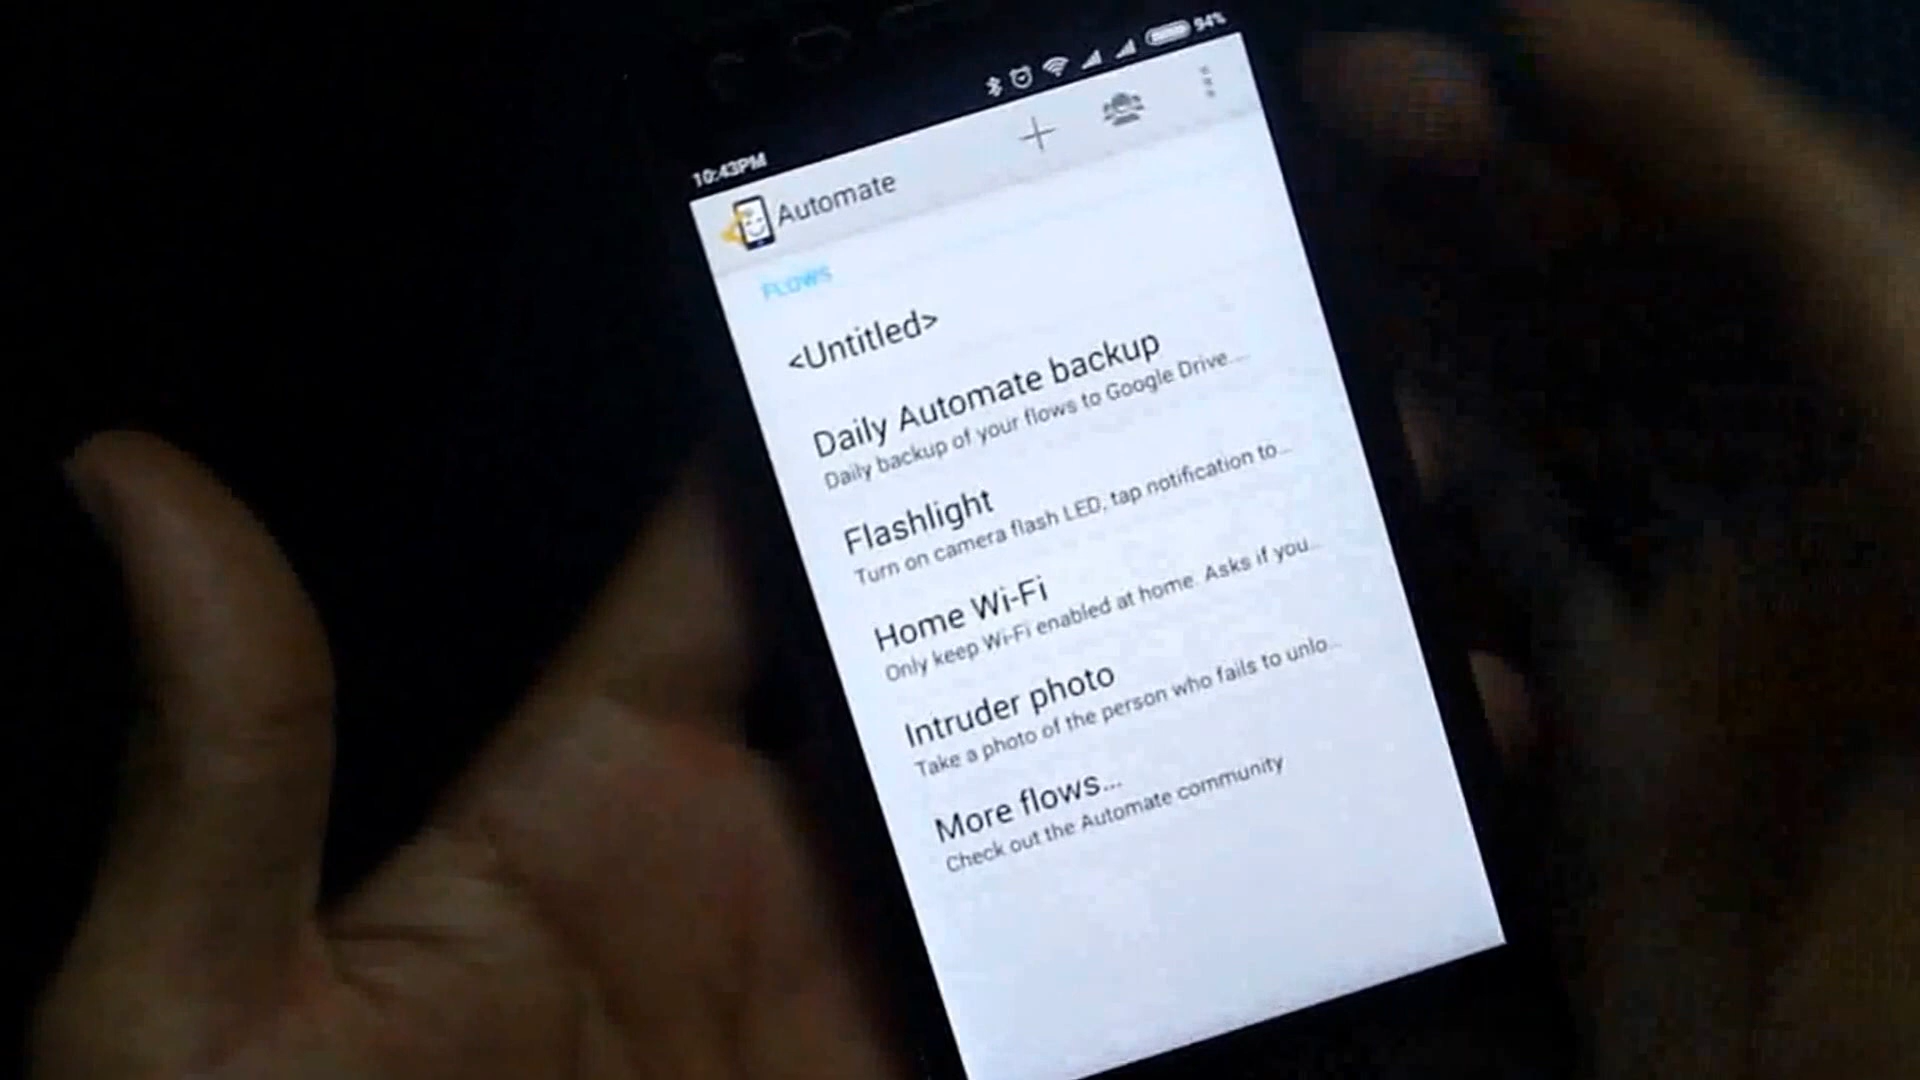 94%
10:43PM
Automate
FLOWS
<Untitled>
Daily Automate backup
Daily backup of your flows to Google Drive....
Flashlight
Turn on camera flash LED, tap notification to...
Home Wi-Fi
Only keep Wi-Fi enabled at home. Asks if you...
Intruder photo
Take a photo of the person who fails to unlo...
More flows...
Check out the Automate community